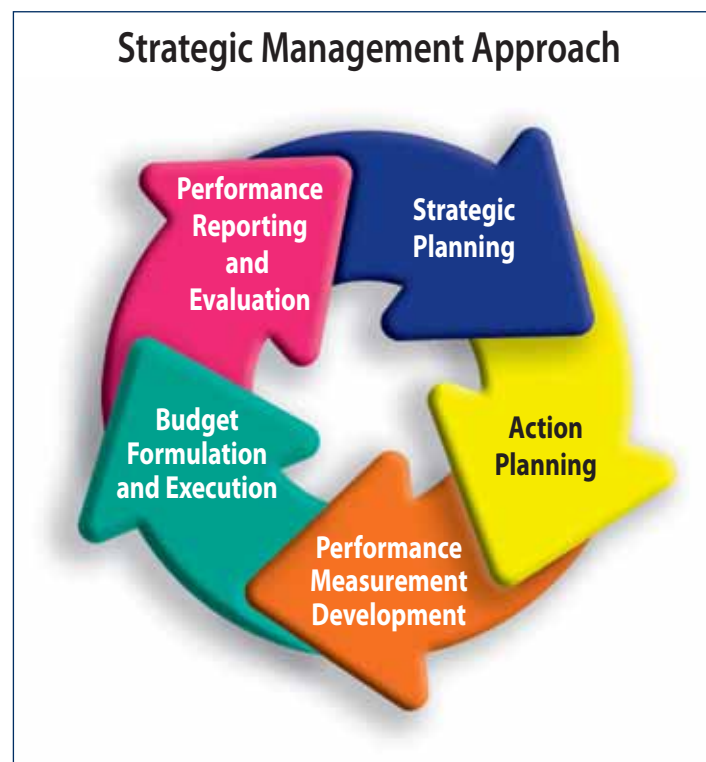 Strategic Management Approach
Strategic
Planning
Action
Planning
Performance
Measurement
Development
Budget
Formulation
and Execution
Performance
Reporting
and
Evaluation